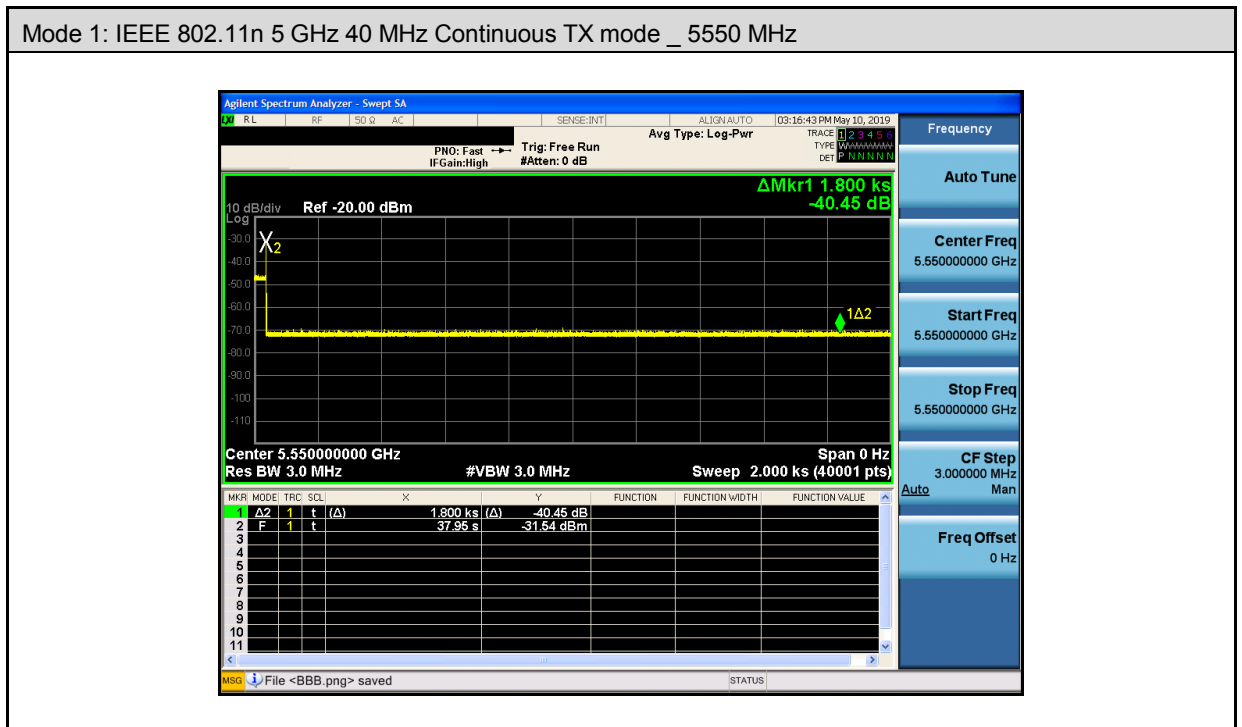 Mode 1: IEEE 802.11n 5 GHz 40 MHz Continuous TX mode _ 5550 MHz
Agilent Spectrum Analyzer - Swept SA
LXI RL RF 50 Ω AC SENSE:INT ALIGN AUTO 03:16:43 PM May 10, 2019
PNO: Fast
IFGain:High
Trig: Free Run
#Atten: 0 dB
Avg Type: Log-Pwr
TRACE 1 2 3 4 5 6
TYPE WWWWWW
DET P N N N N N
ΔMkr1 1.800 ks
-40.45 dB
10 dB/div Ref -20.00 dBm
Log
-30.0
-40.0
-50.0
-60.0
-70.0
-80.0
-90.0
-100
-110
X2
1Δ2
Center 5.550000000 GHz Span 0 Hz
Res BW 3.0 MHz #VBW 3.0 MHz Sweep 2.000 ks (40001 pts)
MKR MODE TRC SCL X Y FUNCTION FUNCTION WIDTH FUNCTION VALUE
1 Δ2 1 t (Δ) 1.800 ks (Δ) -40.45 dB
2 F 1 t 37.95 s -31.54 dBm
3
4
5
6
7
8
9
10
11
MSG File <BBB.png> saved STATUS
Frequency
Auto Tune
Center Freq
5.550000000 GHz
Start Freq
5.550000000 GHz
Stop Freq
5.550000000 GHz
CF Step
3.000000 MHz
Auto Man
Freq Offset
0 Hz